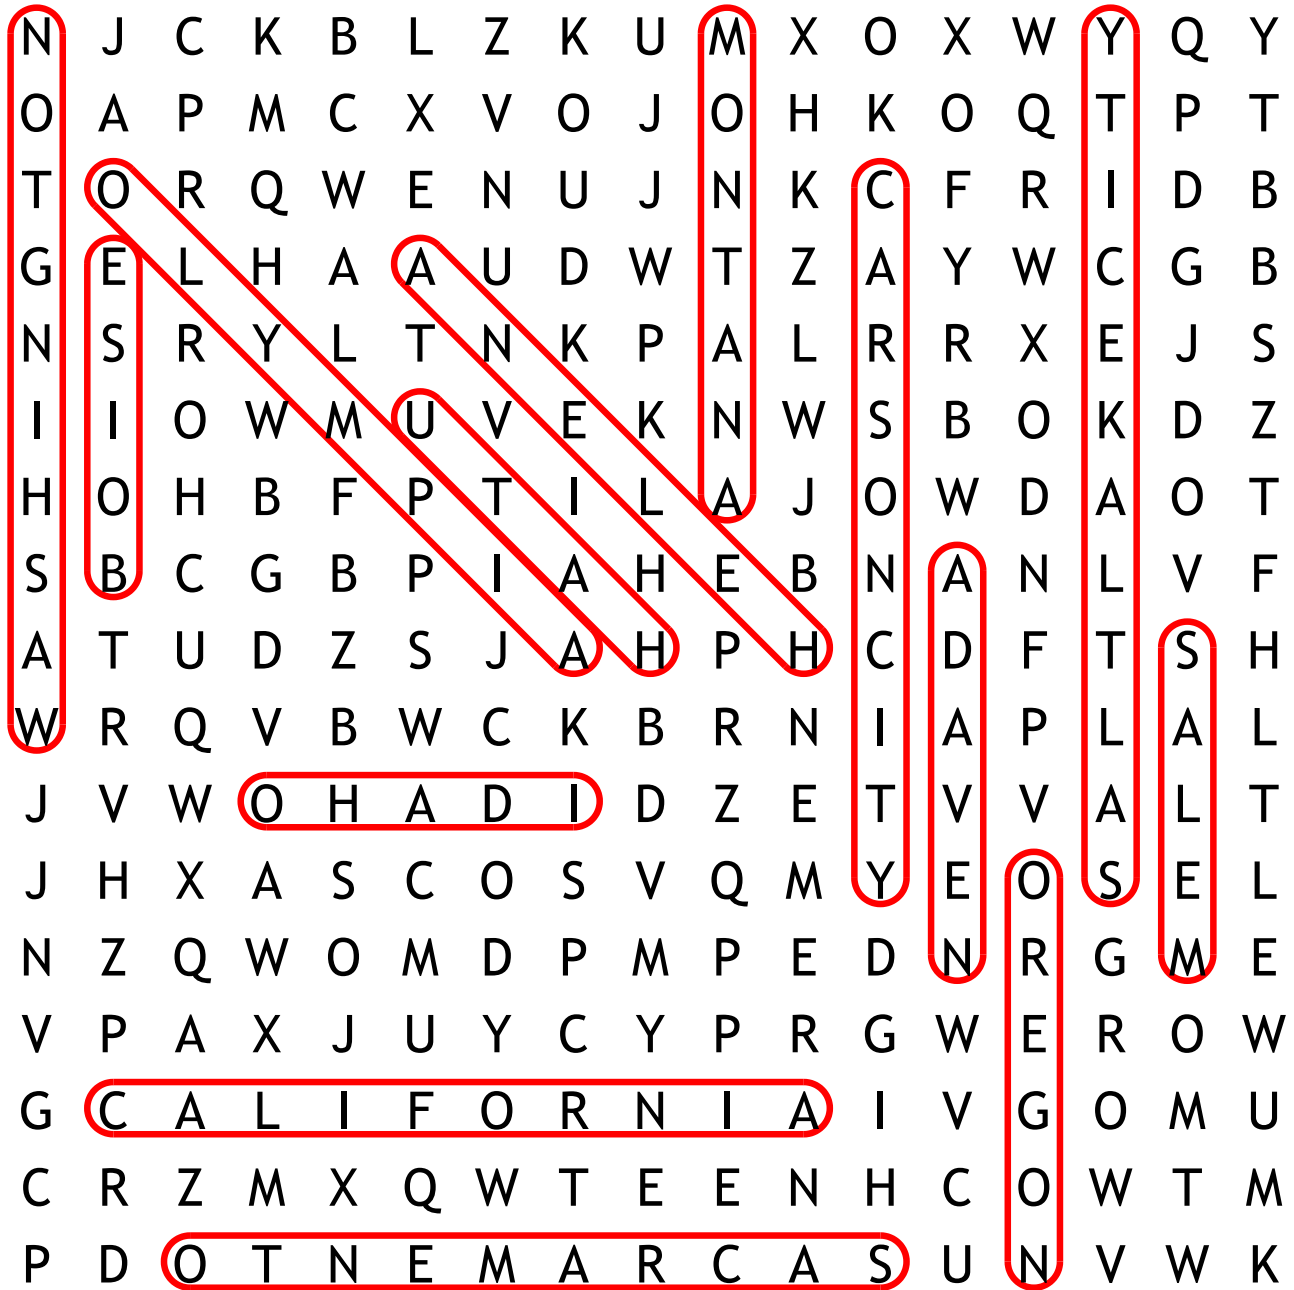 N J C K B L Z K U M X O X W Y Q Y
O A P M C X V O J O H K O Q T P T
T O R Q W E N U J N K C F R I D B
G E L H A A U D W T Z A Y W C G B
N S R Y L T N K P A L R R X E J S
I I O W M U V E K N W S B O K D Z
H O H B F P T I L A J O W D A O T
S B C G B P I A H E B N A N L V F
A T U D Z S J A H P H C D F T S H
W R Q V B W C K B R N I A P L A L
J V W O H A D I D Z E T V V A L T
J H X A S C O S V Q M Y E O S E L
N Z Q W O M D P M P E D N R G M E
V P A X J U Y C Y P R G W E R O W
G C A L I F O R N I A I V G O M U
C R Z M X Q W T E E N H C O W T M
P D O T N E M A R C A S U N V W K